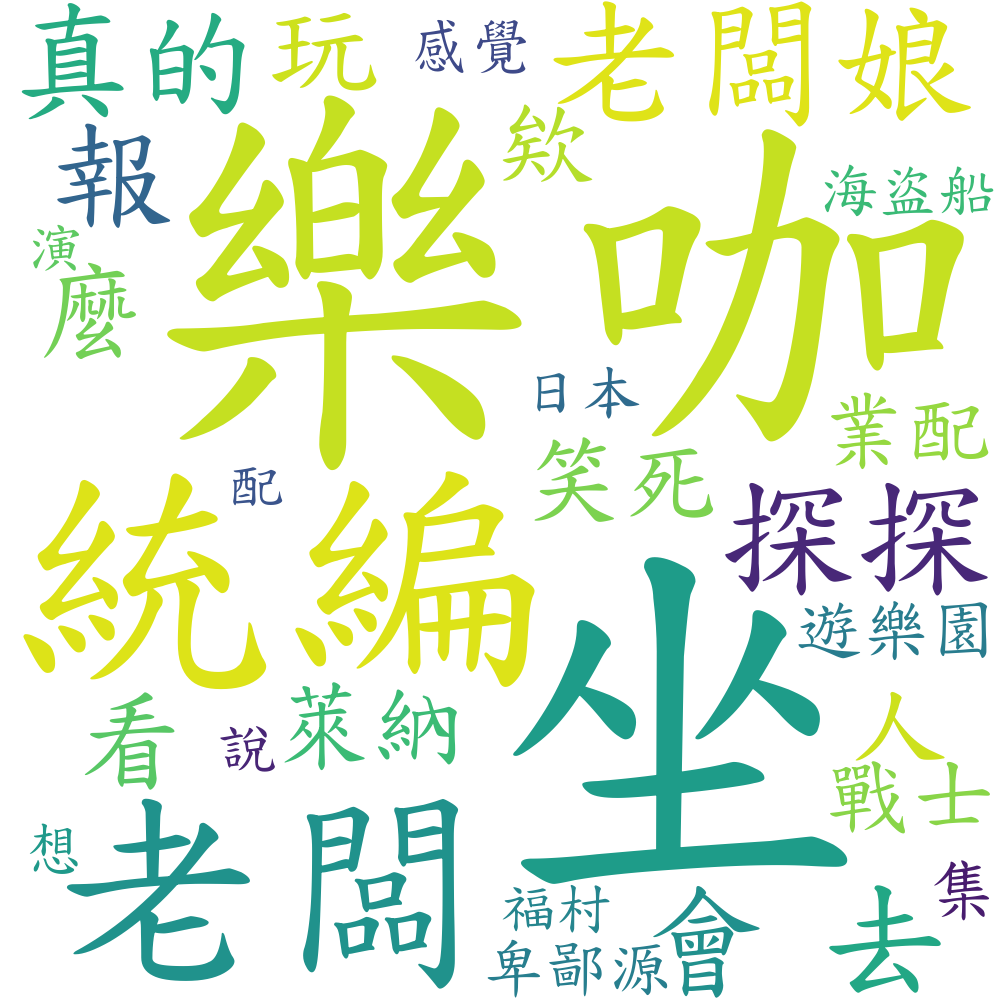 真的
玩
感覺
老闆娘
報
樂咖
欸
海盜船
演
麼
日本
業配
笑死
配
統編
探探
坐
遊樂園
看
說
萊納
人
戰士
想
老闆
福村
會
集
卑鄙源
去